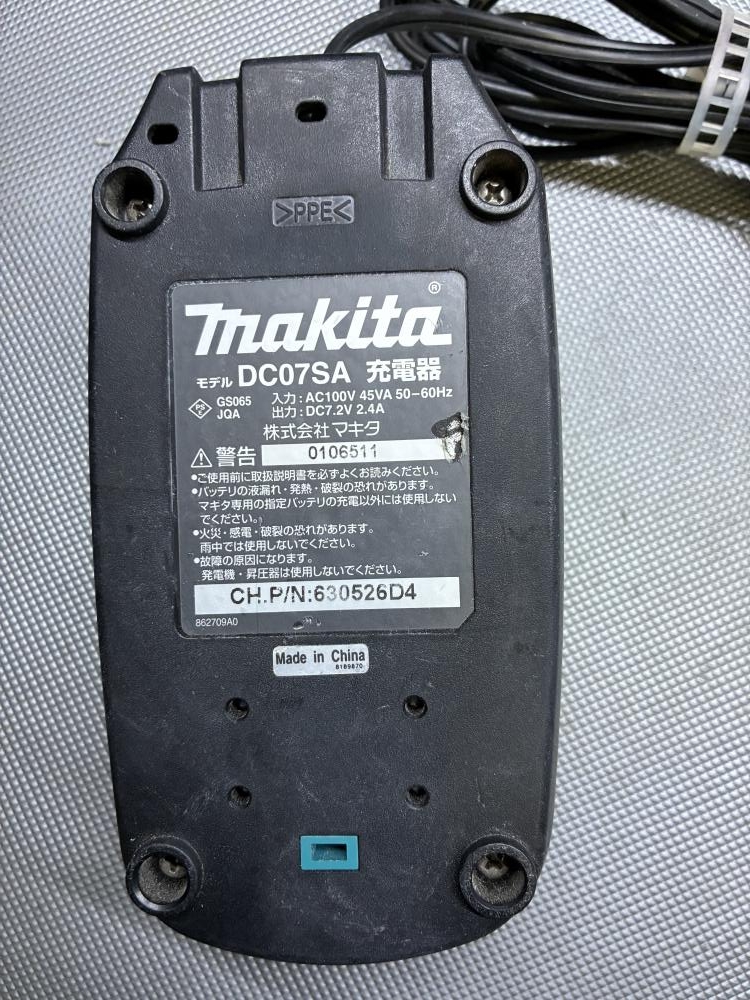 >PPE<
makita®
モデル DC07SA 充電器
PS E GS065 JQA 入力:AC100V 45VA 50-60Hz
出力:DC7.2V 2.4A
株式会社マキタ
⚠警告 0106511
•ご使用前に取扱説明書を必ずよくお読みください。
•バッテリの液漏れ・発熱・破裂の恐れがあります。
マキタ専用の指定バッテリの充電以外には使用しない
でください。
•火災・感電・破裂の恐れがあります。
雨中では使用しないでください。
•故障の原因になります。
発電機・昇圧器は使用しないでください。
CH.P/N:630526D4
862709A0
Made in China
8189870